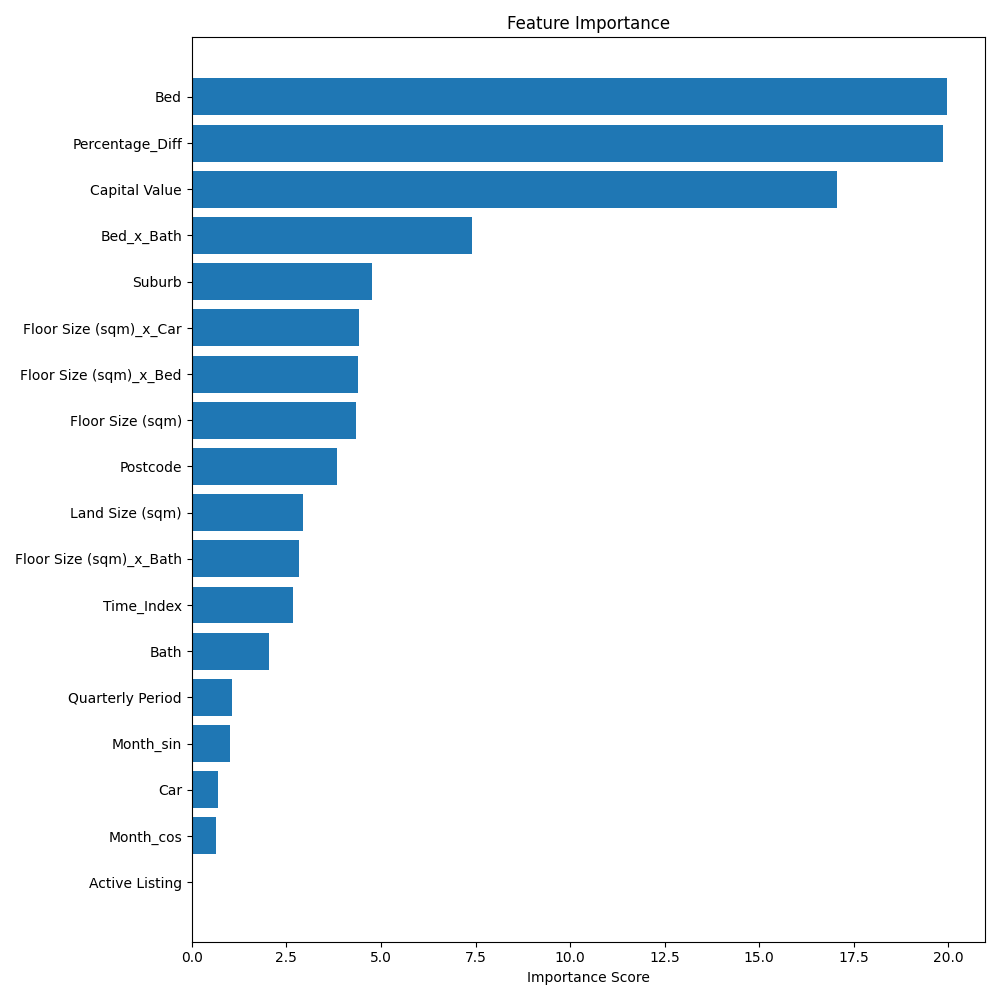 Feature Importance
Bed
Percentage_Diff
Capital Value
Bed_x_Bath
Suburb
Floor Size (sqm)_x_Car
Floor Size (sqm)_x_Bed
Floor Size (sqm)
Postcode
Land Size (sqm)
Floor Size (sqm)_x_Bath
Time_Index
Bath
Quarterly Period
Month_sin
Car
Month_cos
Active Listing
0.0 2.5 5.0 7.5 10.0 12.5 15.0 17.5 20.0
Importance Score